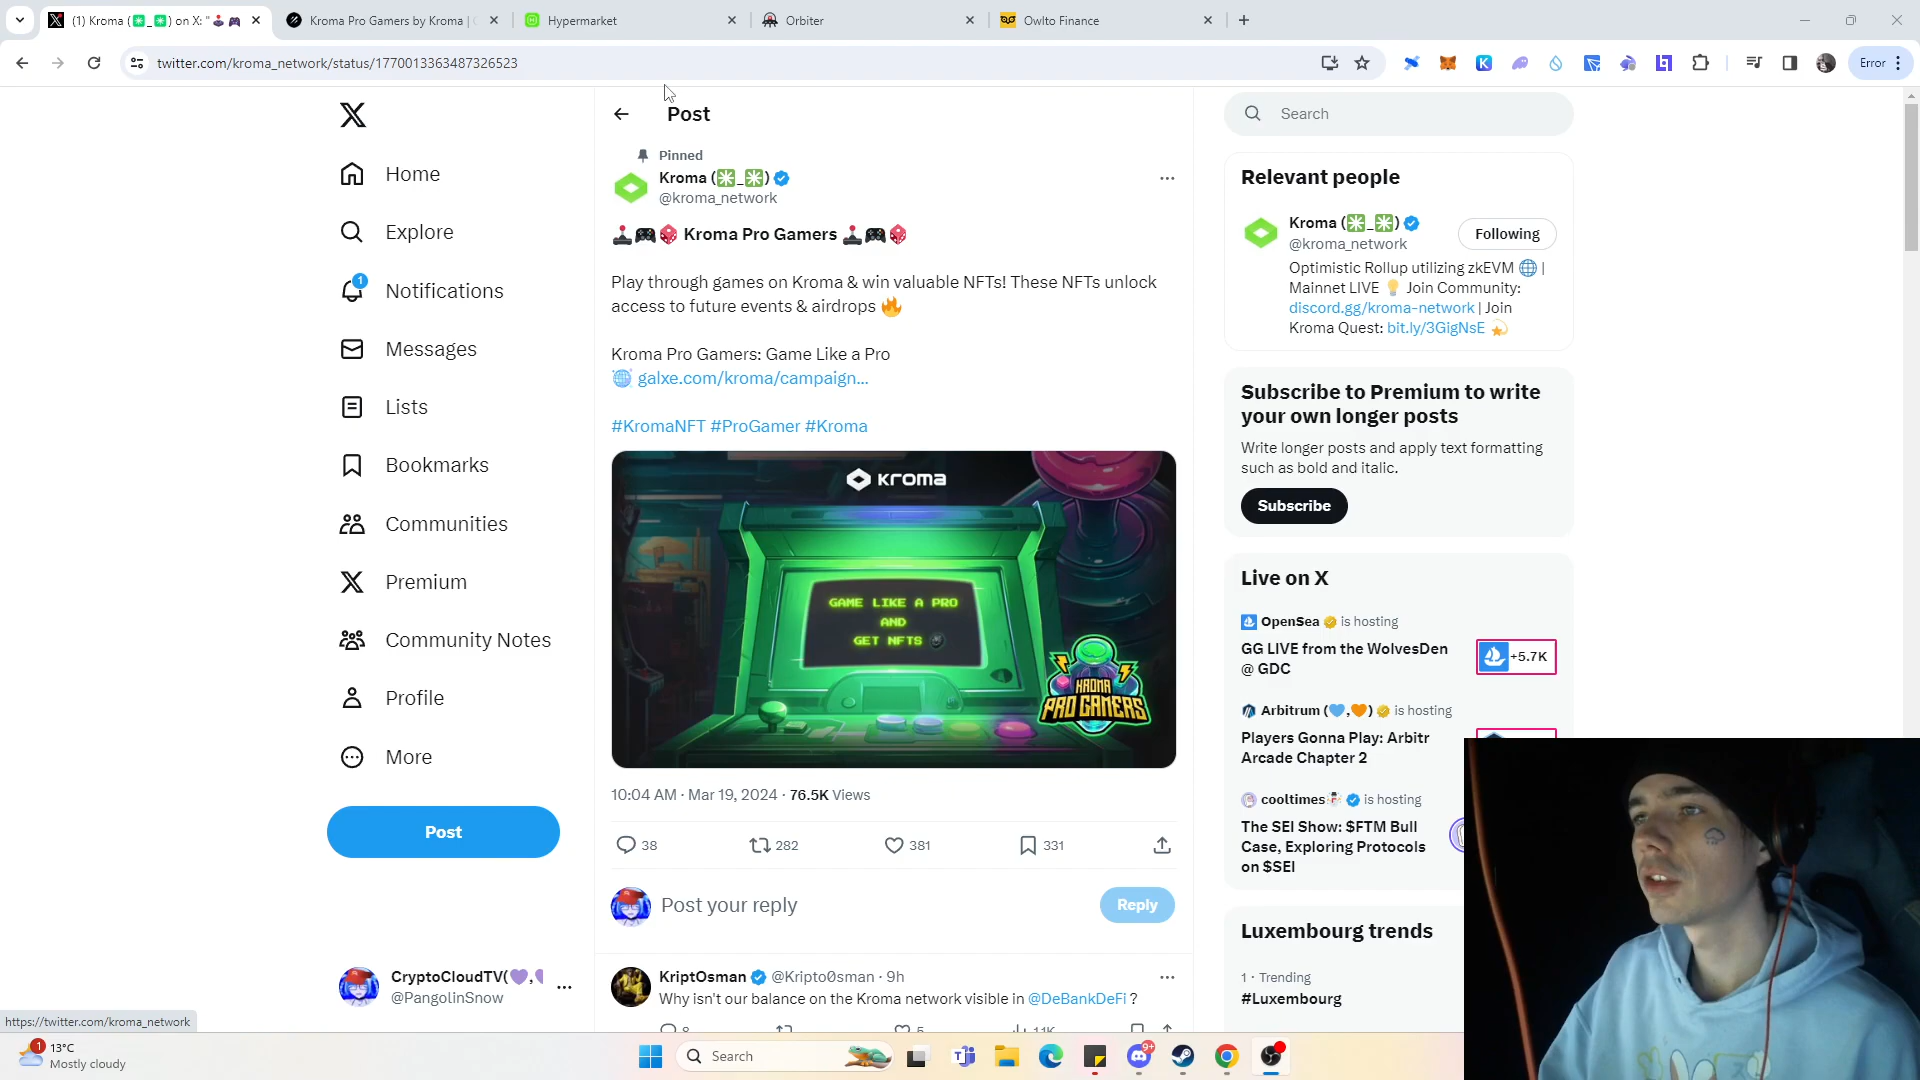 (1) Kroma (✳️_✳️) on X: "🕹️🎮
Kroma Pro Gamers by Kroma |
Hypermarket
Orbiter
Owlto Finance
twitter.com/kroma_network/status/1770013363487326523
Error
Post
Search
Home
Explore
1
Notifications
Messages
Lists
Bookmarks
Communities
Premium
Community Notes
Profile
More
Post
CryptoCloudTV(💜,
@PangolinSnow
Pinned
Kroma (✳️_✳️)
@kroma_network
🕹️🎮🎲 Kroma Pro Gamers 🕹️🎮🎲
Play through games on Kroma & win valuable NFTs! These NFTs unlock
access to future events & airdrops 🔥
Kroma Pro Gamers: Game Like a Pro
🌐 galxe.com/kroma/campaign...
#KromaNFT #ProGamer #Kroma
kroma
GAME LIKE A PRO
AND
GET NFTS
KROMA
PRO GAMERS
10:04 AM · Mar 19, 2024 · 76.5K Views
38
282
381
331
Post your reply
Reply
KriptOsman @Kripto0sman · 9h
Why isn't our balance on the Kroma network visible in @DeBankDeFi ?
8
5
11K
Relevant people
Kroma (✳️_✳️)
@kroma_network
Following
Optimistic Rollup utilizing zkEVM 🌐 |
Mainnet LIVE 💡 Join Community:
discord.gg/kroma-network | Join
Kroma Quest: bit.ly/3GigNsE 💫
Subscribe to Premium to write
your own longer posts
Write longer posts and apply text formatting
such as bold and italic.
Subscribe
Live on X
OpenSea is hosting
GG LIVE from the WolvesDen
@ GDC
+5.7K
Arbitrum (💙,🧡) is hosting
Players Gonna Play: Arbitr
Arcade Chapter 2
cooltimes is hosting
The SEI Show: $FTM Bull
Case, Exploring Protocols
on $SEI
Luxembourg trends
1 · Trending
#Luxembourg
https://twitter.com/kroma_network
1
13°C
Mostly cloudy
Search
9+